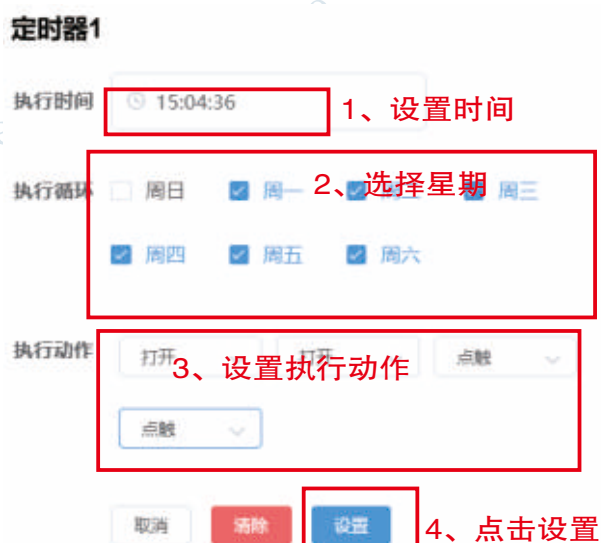 定时器1
执行时间 15:04:36 1、设置时间
执行循环 周日 周一 2、选择星期 周三
周四 周五 周六
执行动作 打开 3、设置执行动作 打开 点触
点触
取消 清除 设置 4、点击设置